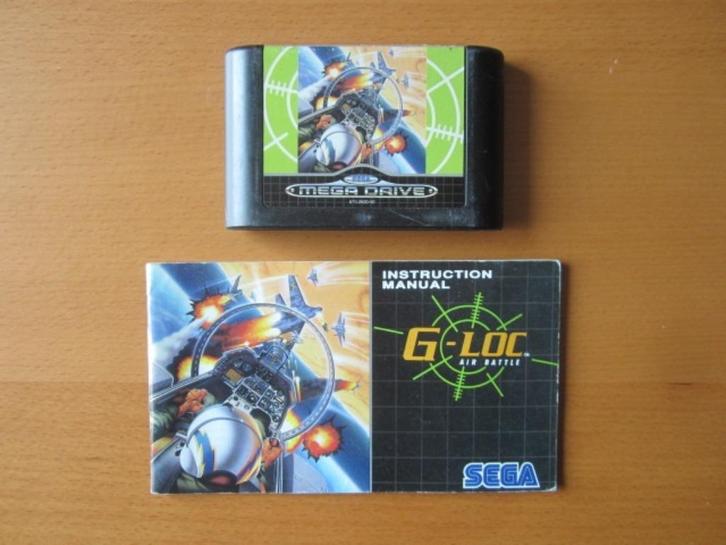 SEGA
MEGA DRIVE
INSTRUCTION
MANUAL
G-LOC
AIR BATTLE
SEGA